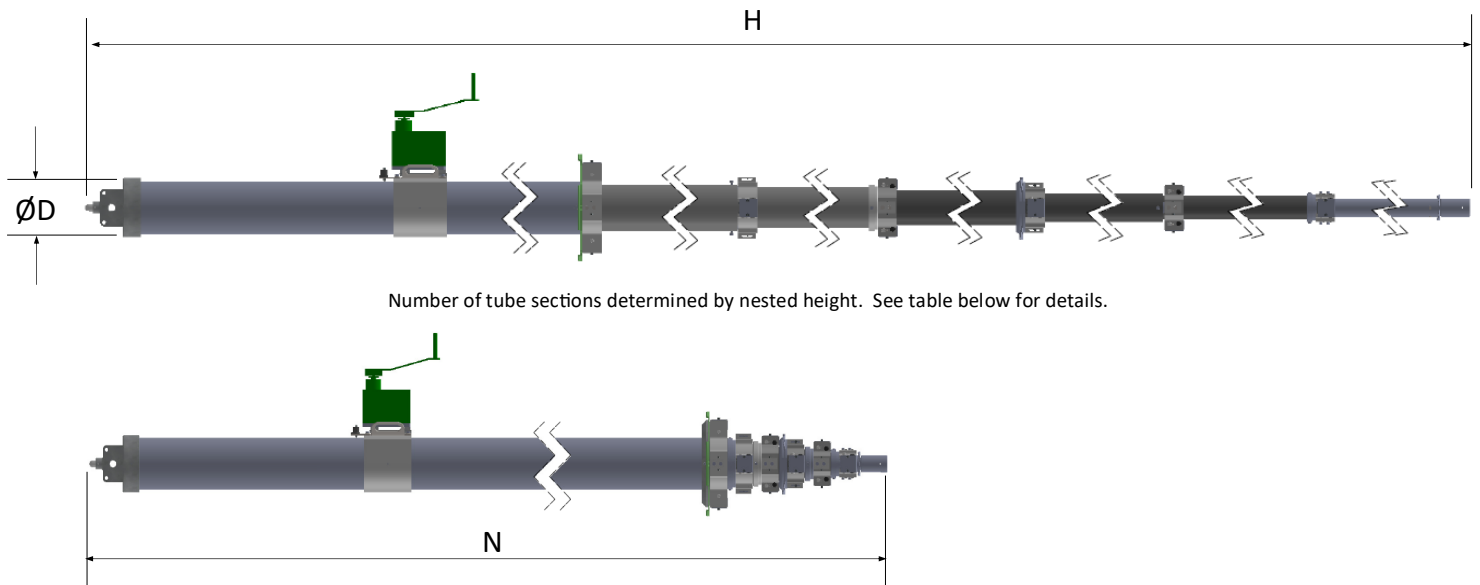 H
ØD
Number of tube sections determined by nested height.  See table below for details.
N